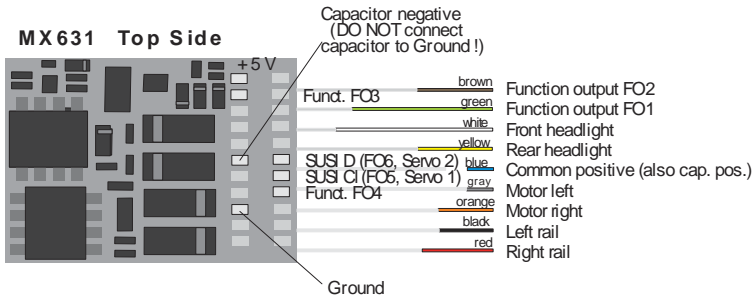 Capacitor negative
(DO NOT connect
capacitor to Ground !)
MX631 Top Side
+5V
brown Function output FO2
Funct. FO3
green Function output FO1
white Front headlight
yellow Rear headlight
SUSI D (FO6, Servo 2) blue Common positive (also cap. pos.)
SUSI Cl (FO5, Servo 1) gray Motor left
Funct. FO4
orange Motor right
black Left rail
red Right rail
Ground